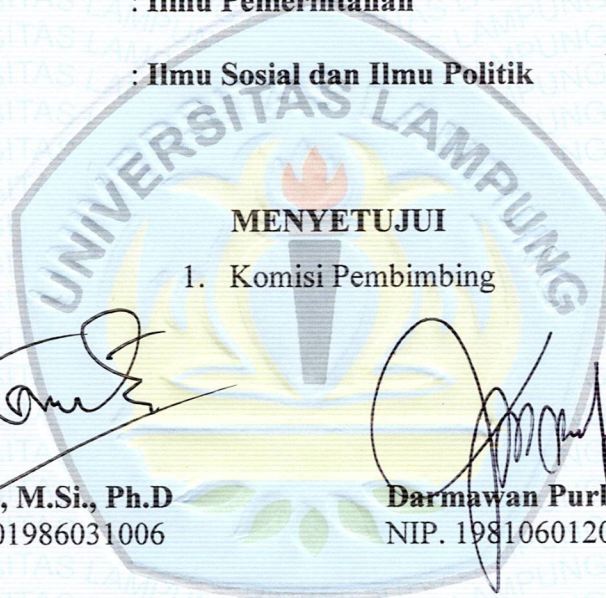 : Ilmu Pemerintahan
: Ilmu Sosial dan Ilmu Politik
UNIVERSITAS LAMPUNG
MENYETUJUI
1. Komisi Pembimbing
, M.Si., Ph.D
Darmawan Purb
01986031006
NIP. 1981060120